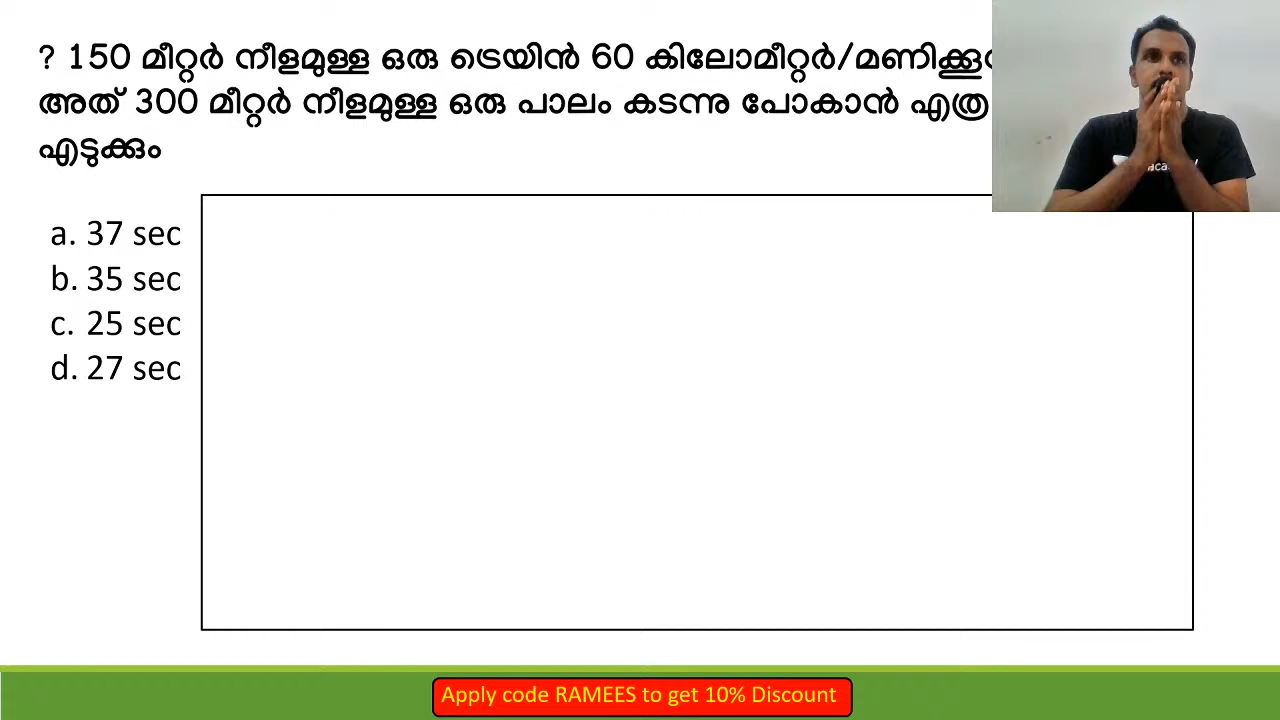 ? 150 മീറ്റർ നീളമുള്ള ഒരു ട്രെയിൻ 60 കിലോമീറ്റർ/
അത് 300 മീറ്റർ നീളമുള്ള ഒരു പാലം കടന്നു പോകാൻ എത്ര
എടുക്കും
a. 37 sec
b. 35 sec
c. 25 sec
d. 27 sec
Apply code RAMEES to get 10% Discount